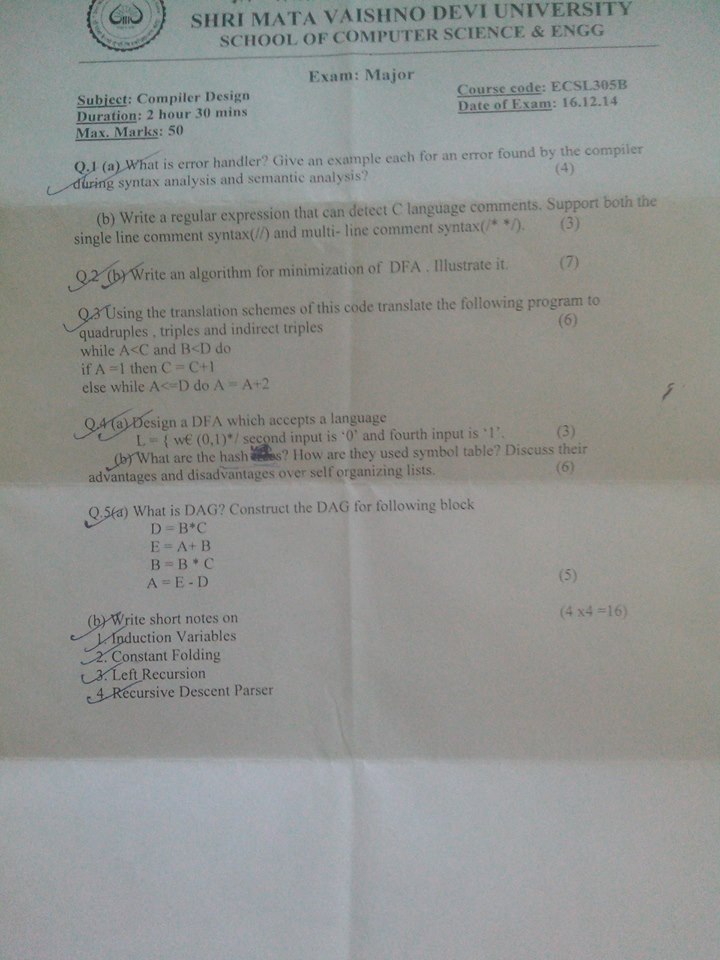 SHRI MATA VAISHNO DEVI UNIVERSITY
SCHOOL OF COMPUTER SCIENCE & ENGG
Exam: Major
Subject: Compiler Design
Course code: ECSL305B
Duration: 2 hour 30 mins
Date of Exam: 16.12.14
Max. Marks: 50
Q.1 (a) What is error handler? Give an example each for an error found by the compiler
during syntax analysis and semantic analysis? (4)
(b) Write a regular expression that can detect C language comments. Support both the
single line comment syntax(//) and multi- line comment syntax(/* */). (3)
Q.2 (b) Write an algorithm for minimization of DFA . Illustrate it. (7)
Q.3 Using the translation schemes of this code translate the following program to
quadruples , triples and indirect triples (6)
while A<C and B<D do
if A =1 then C = C+1
else while A<=D do A = A+2
Q.4 (a) Design a DFA which accepts a language
L = { w€ (0,1)*/ second input is ‘0’ and fourth input is ‘1’. (3)
(b) What are the hash s? How are they used symbol table? Discuss their
advantages and disadvantages over self organizing lists. (6)
Q.5(a) What is DAG? Construct the DAG for following block
D = B*C
E = A+ B
B = B * C
A = E - D (5)
(b) Write short notes on (4 x4 =16)
1. Induction Variables
2. Constant Folding
3. Left Recursion
4. Recursive Descent Parser